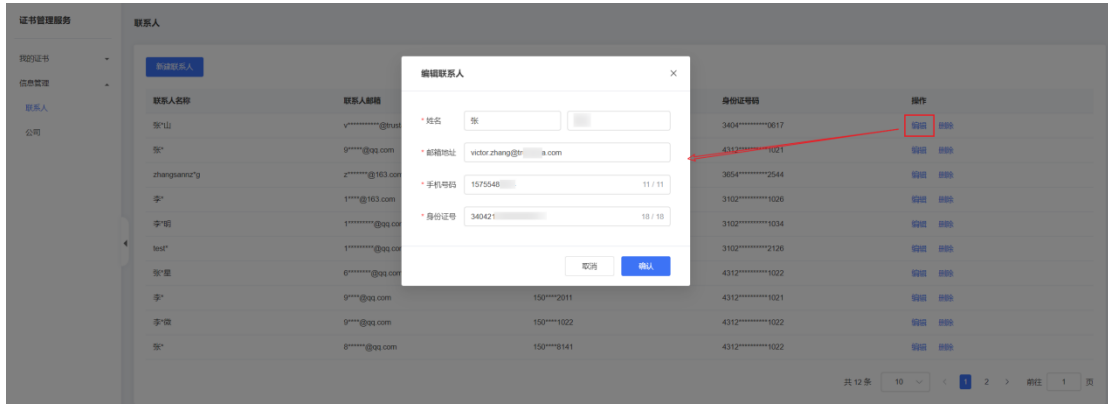 证书管理服务
联系人
我的证书
信息管理
联系人
公司
新建联系人
联系人名称 联系人邮箱 身份证号码 操作
张*山 v***********@trust 3404**********0617 编辑 删除
张* 9*****@qq.com 4312**********1021 编辑 删除
zhangsannz*g z*******@163.con 3654**********2544 编辑 删除
李* 1****@163.com 3102**********1026 编辑 删除
1*********@qq.co 3102**********1034 编辑 删除
test* 1*********@qq.co 3102**********2126 编辑 删除
6********@qq.com 4312**********1022 编辑 删除
李* 9****@qq.com 150****2011 4312**********1021 编辑 删除
李*微 9****@qq.com 150****1022 4312**********1022 编辑 删除
张* 8******@qq.com 150****8141 4312**********1022 编辑 删除
编辑联系人
* 姓名 张
* 邮箱地址 victor.zhang@tr a.com
* 手机号码 1575548 11 / 11
* 身份证号 340421 18 / 18
取消 确认
共 12 条 10 1 2 前往 1 页